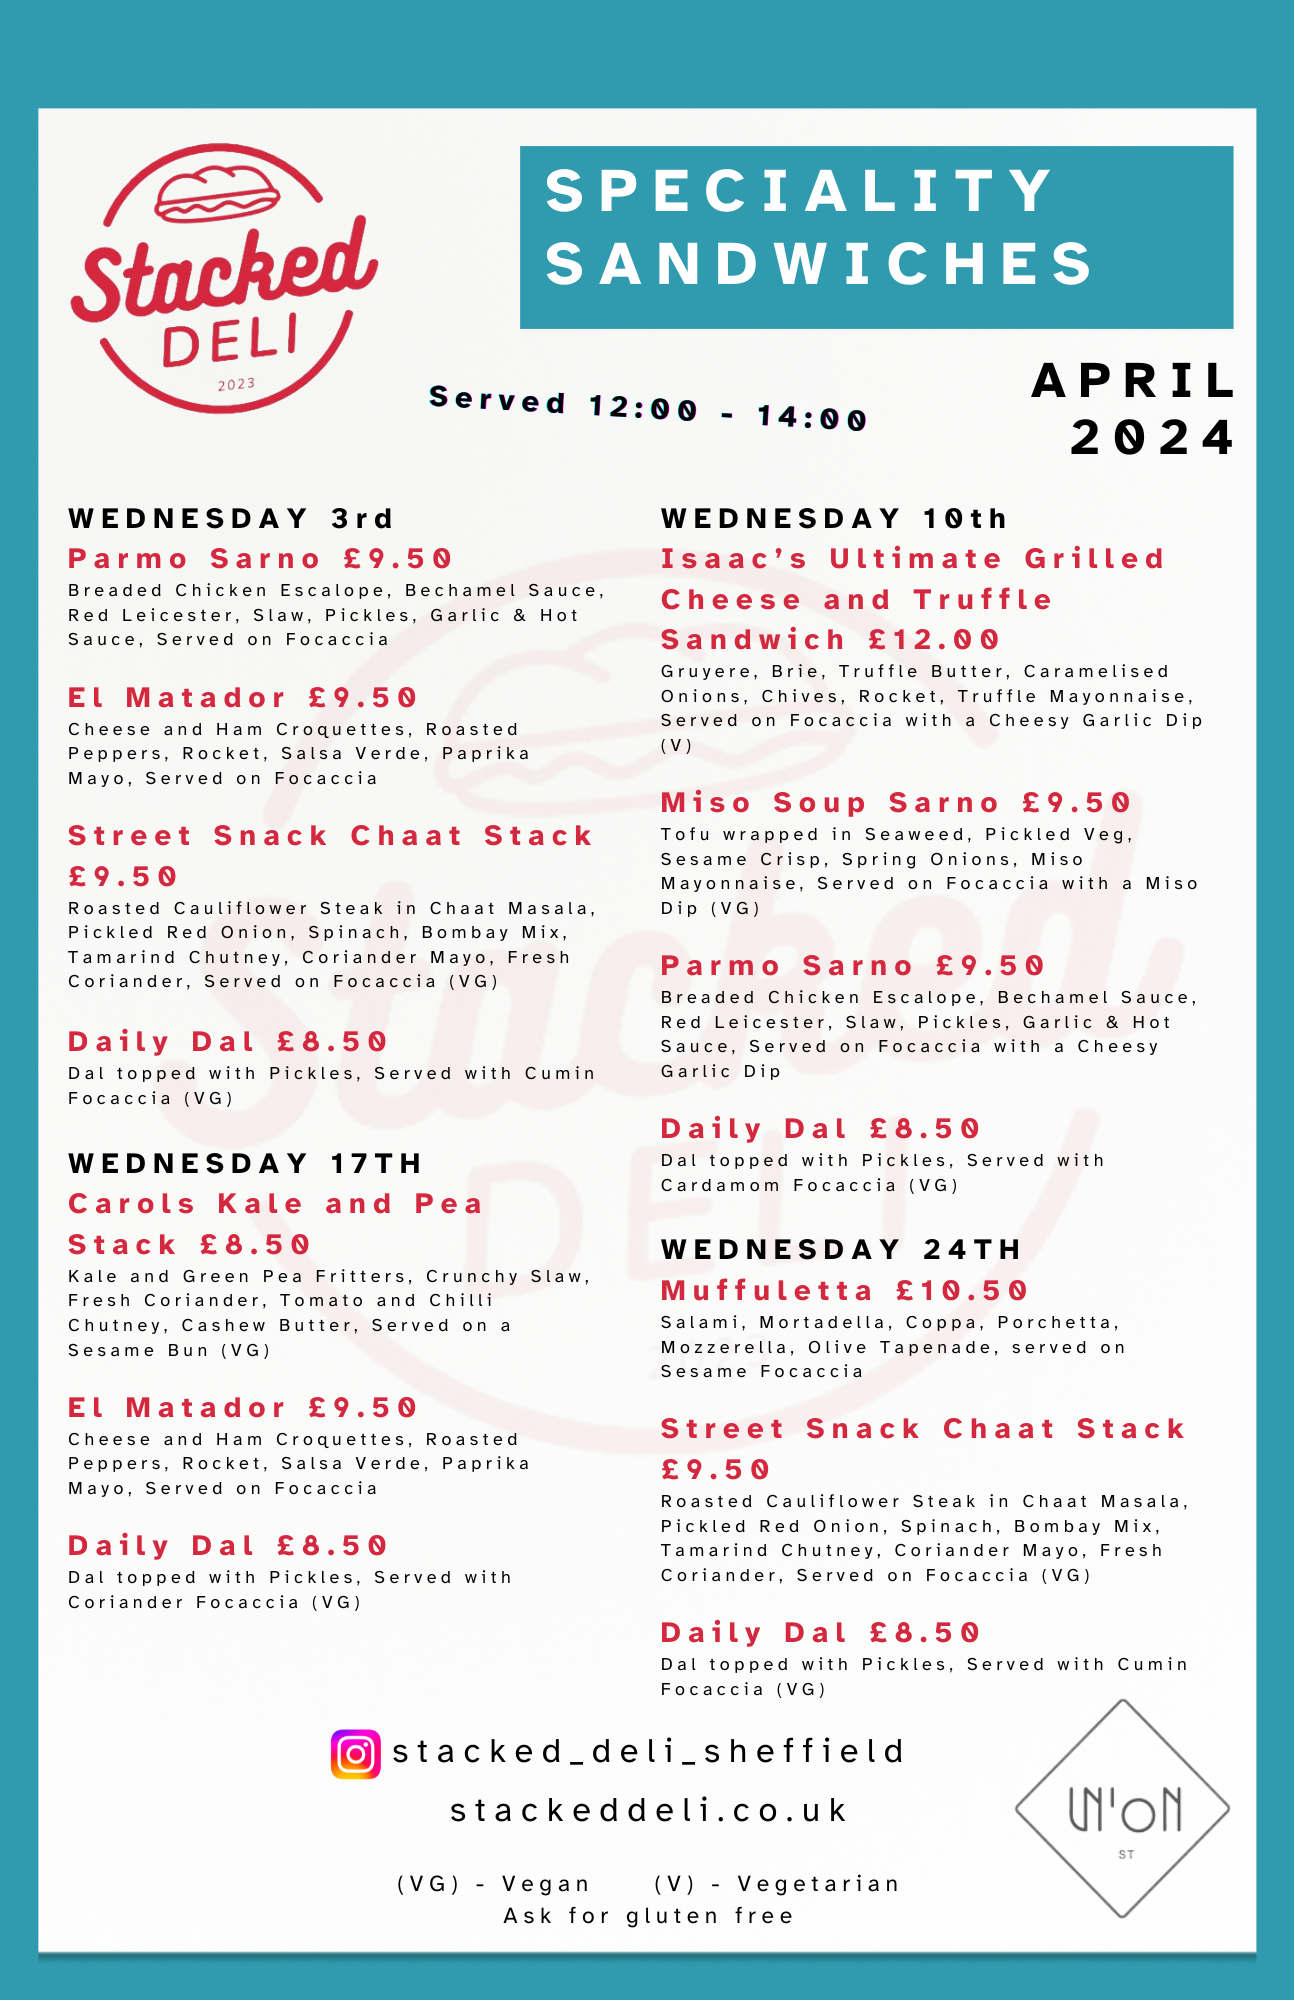 Stacked
DELI
2023
SPECIALITY
SANDWICHES
Served 12:00 - 14:00
APRIL
2024
WEDNESDAY 3rd
Parmo Sarno £9.50
Breaded Chicken Escalope, Bechamel Sauce,
Red Leicester, Slaw, Pickles, Garlic & Hot
Sauce, Served on Focaccia
El Matador £9.50
Cheese and Ham Croquettes, Roasted
Peppers, Rocket, Salsa Verde, Paprika
Mayo, Served on Focaccia
Street Snack Chaat Stack
£9.50
Roasted Cauliflower Steak in Chaat Masala,
Pickled Red Onion, Spinach, Bombay Mix,
Tamarind Chutney, Coriander Mayo, Fresh
Coriander, Served on Focaccia (VG)
Daily Dal £8.50
Dal topped with Pickles, Served with Cumin
Focaccia (VG)
WEDNESDAY 17TH
Carols Kale and Pea
Stack £8.50
Kale and Green Pea Fritters, Crunchy Slaw,
Fresh Coriander, Tomato and Chilli
Chutney, Cashew Butter, Served on a
Sesame Bun (VG)
El Matador £9.50
Cheese and Ham Croquettes, Roasted
Peppers, Rocket, Salsa Verde, Paprika
Mayo, Served on Focaccia
Daily Dal £8.50
Dal topped with Pickles, Served with
Coriander Focaccia (VG)
WEDNESDAY 10th
Isaac's Ultimate Grilled
Cheese and Truffle
Sandwich £12.00
Gruyere, Brie, Truffle Butter, Caramelised
Onions, Chives, Rocket, Truffle Mayonnaise,
Served on Focaccia with a Cheesy Garlic Dip
(V)
Miso Soup Sarno £9.50
Tofu wrapped in Seaweed, Pickled Veg,
Sesame Crisp, Spring Onions, Miso
Mayonnaise, Served on Focaccia with a Miso
Dip (VG)
Parmo Sarno £9.50
Breaded Chicken Escalope, Bechamel Sauce,
Red Leicester, Slaw, Pickles, Garlic & Hot
Sauce, Served on Focaccia with a Cheesy
Garlic Dip
Daily Dal £8.50
Dal topped with Pickles, Served with
Cardamom Focaccia (VG)
WEDNESDAY 24TH
Muffuletta £10.50
Salami, Mortadella, Coppa, Porchetta,
Mozzerella, Olive Tapenade, served on
Sesame Focaccia
Street Snack Chaat Stack
£9.50
Roasted Cauliflower Steak in Chaat Masala,
Pickled Red Onion, Spinach, Bombay Mix,
Tamarind Chutney, Coriander Mayo, Fresh
Coriander, Served on Focaccia (VG)
Daily Dal £8.50
Dal topped with Pickles, Served with Cumin
Focaccia (VG)
Stacked
DELI
stacked_deli_sheffield
stackeddeli.co.uk
(VG) - Vegan (V) - Vegetarian
Ask for gluten free
UN'ON
ST